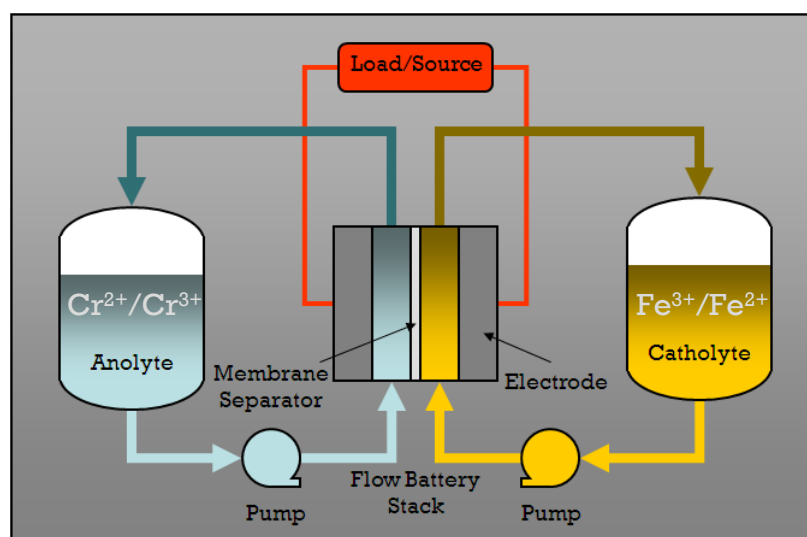 Load/Source
Cr²⁺/Cr³⁺
Anolyte
Fe³⁺/Fe²⁺
Catholyte
Membrane
Separator
Electrode
Pump
Flow Battery
Stack
Pump